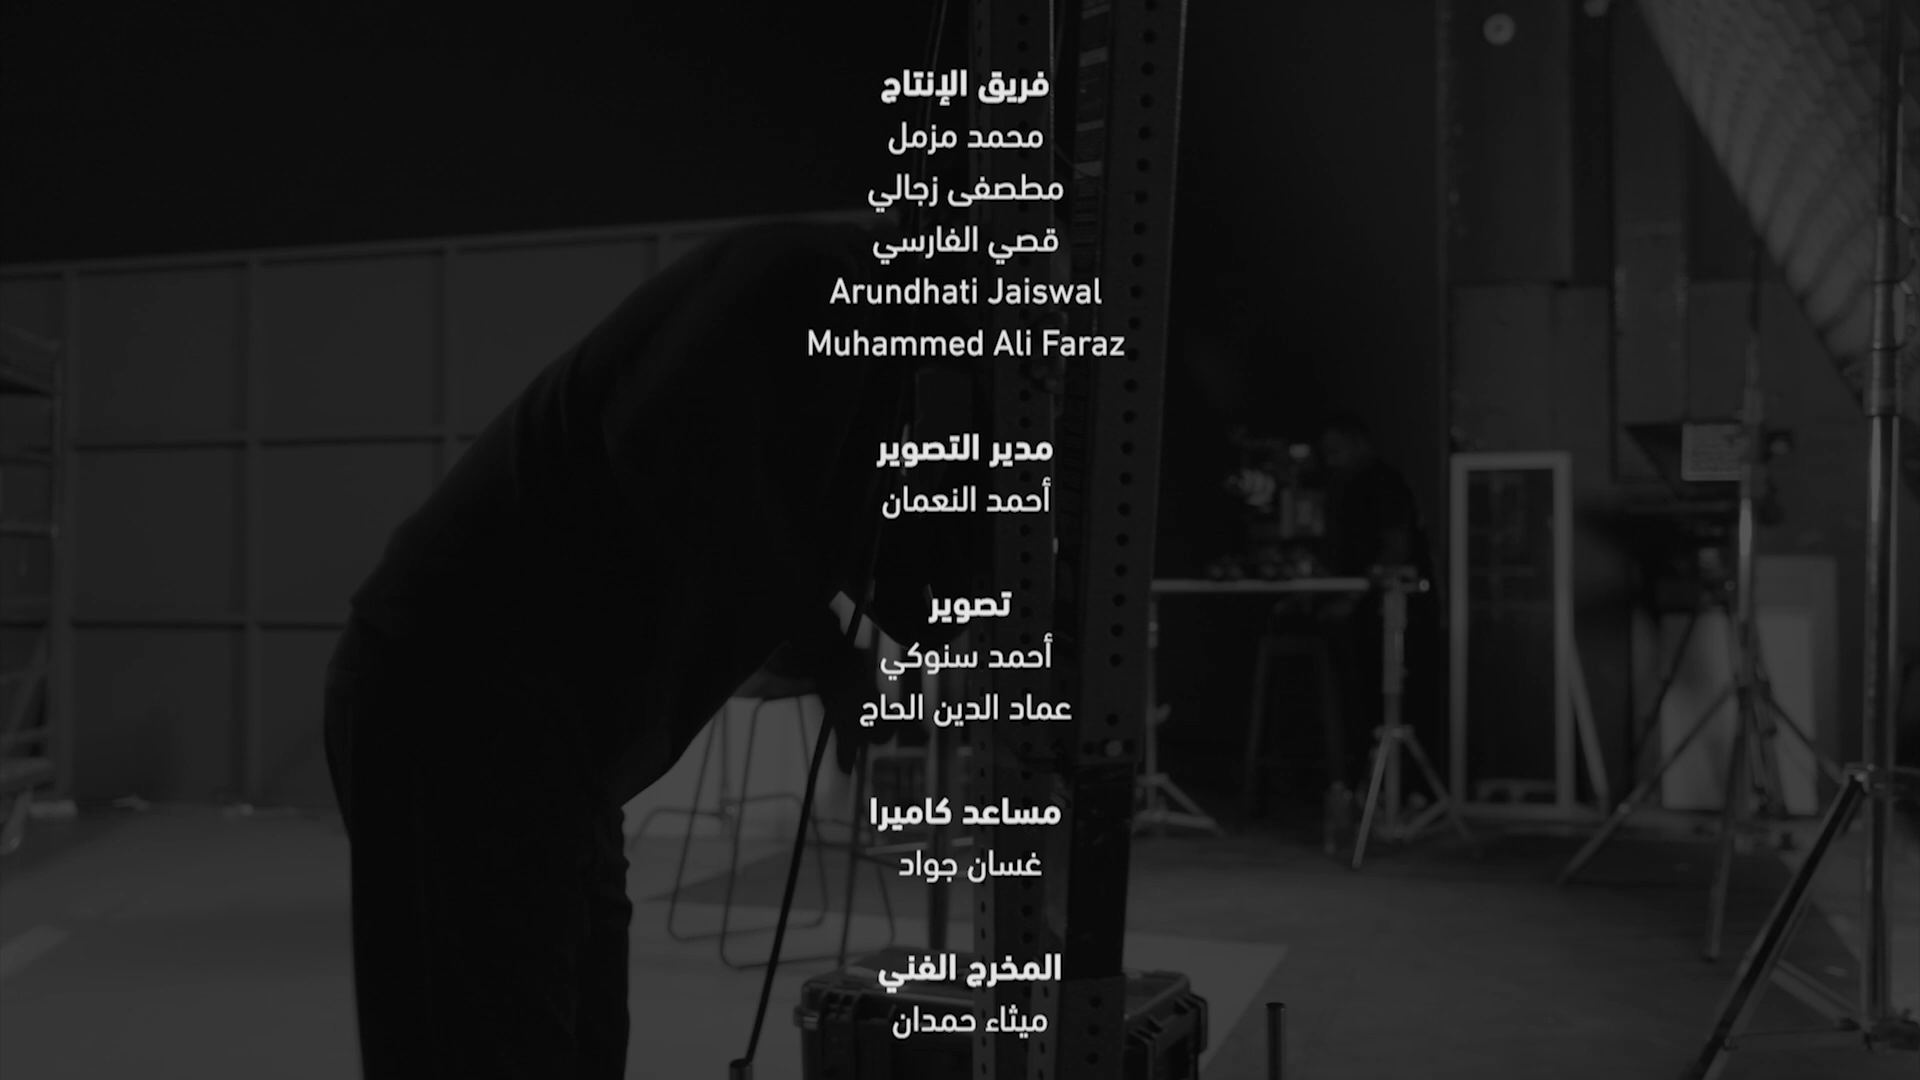 فريق الإنتاج
محمد مزمل
مطصفى زجالي
قصي الفارسي
Arundhati Jaiswal
Muhammed Ali Faraz
مدير التصوير
أحمد النعمان
تصوير
أحمد سنوكي
عماد الدين الحاج
مساعد كاميرا
غسان جواد
المخرج الفني
ميثاء حمدان